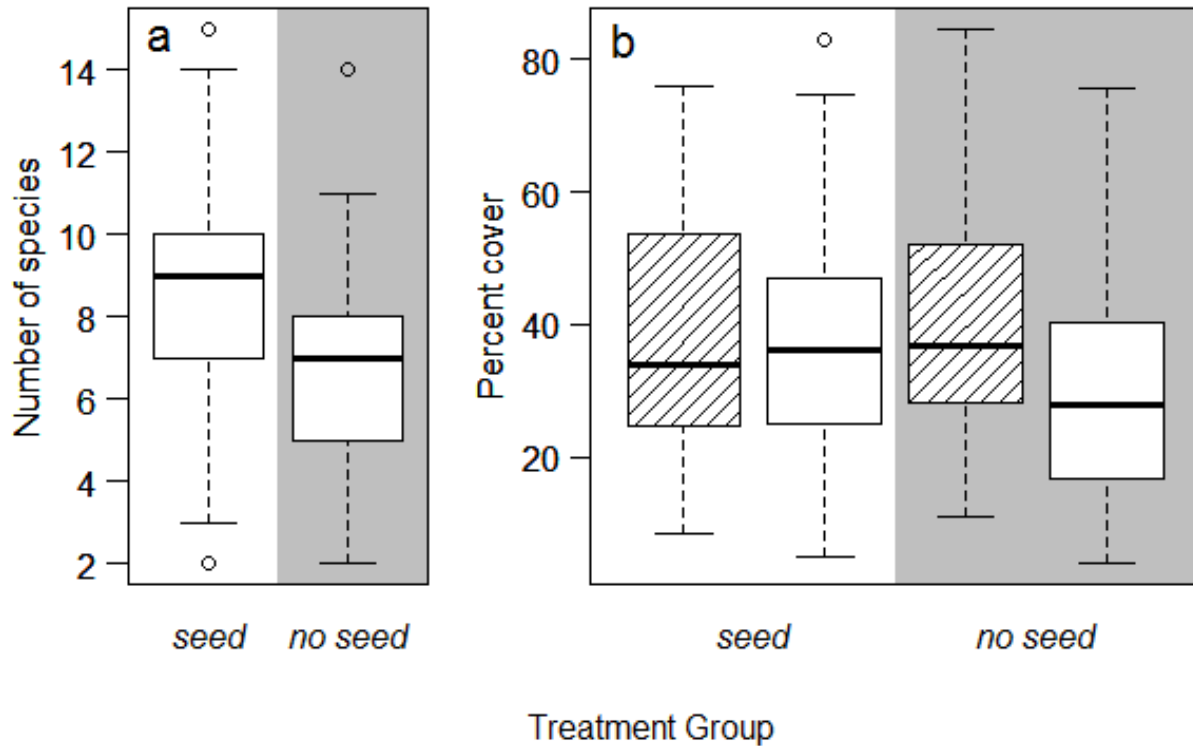 a
Number of species
14
12
10
8
6
4
2
seed no seed
b
Percent cover
80
60
40
20
seed no seed
Treatment Group